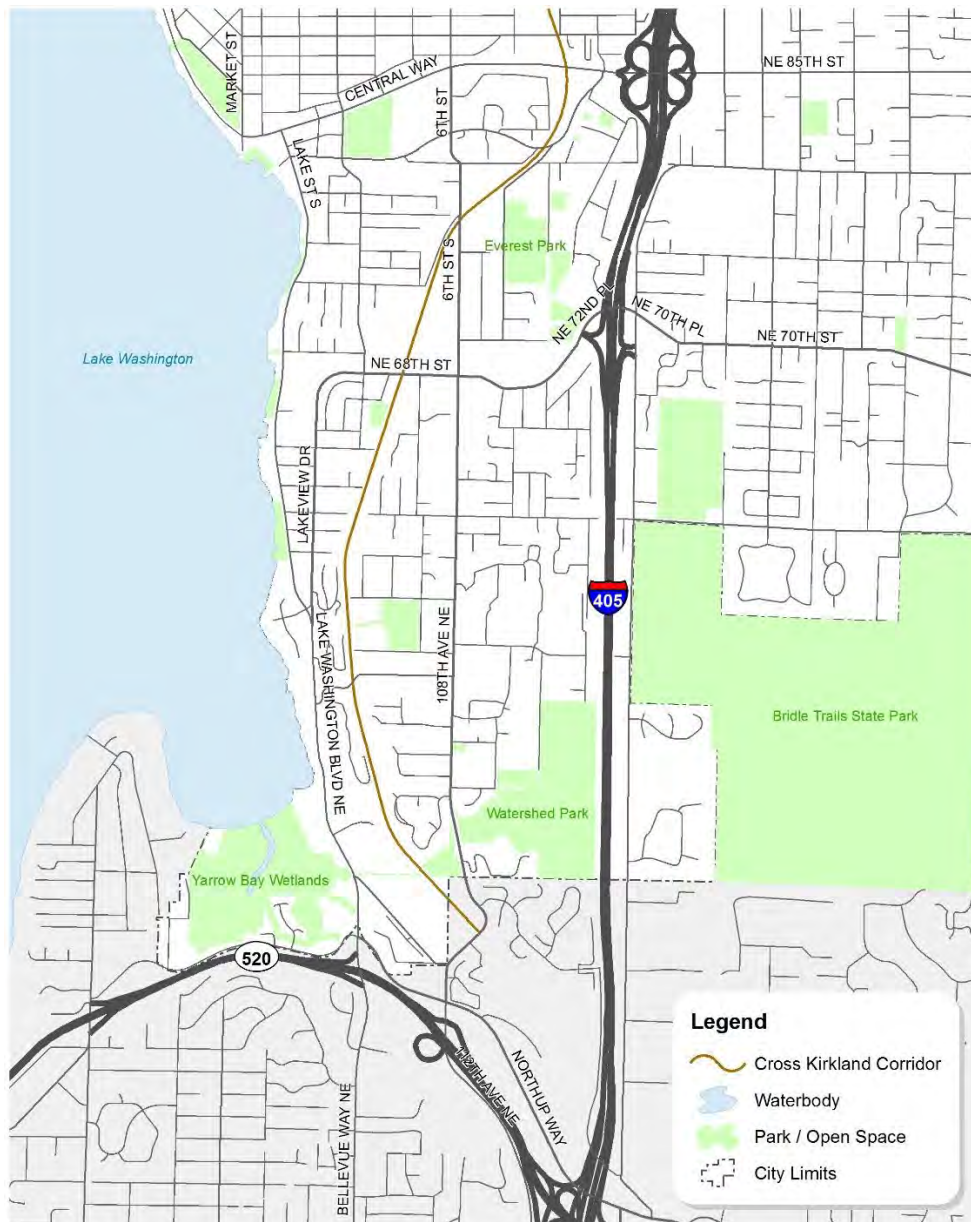 MARKET ST
CENTRAL WAY
NE 85TH ST
6TH ST
LAKE ST S
Everest Park
6TH ST S
NE 72ND PL
NE 70TH PL
NE 70TH ST
Lake Washington
NE 68TH ST
LAKEVIEW DR
405
LAKE WASHINGTON BLVD NE
108TH AVE NE
Bridle Trails State Park
Watershed Park
Yarrow Bay Wetlands
520
112TH AVE NE
NORTHUP WAY
BELLEVUE WAY NE
Legend
Cross Kirkland Corridor
Waterbody
Park / Open Space
City Limits